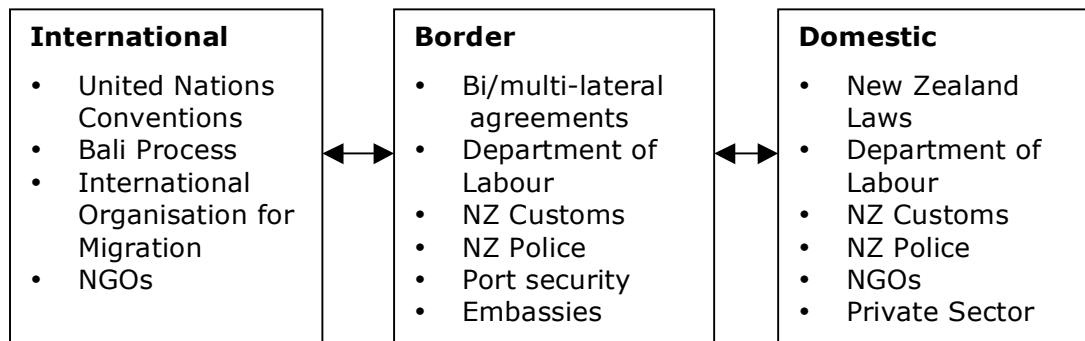 International
• United Nations
Conventions
• Bali Process
• International
Organisation for
Migration
• NGOs
Border
• Bi/multi-lateral
agreements
• Department of
Labour
• NZ Customs
• NZ Police
• Port security
• Embassies
Domestic
• New Zealand
Laws
• Department of
Labour
• NZ Customs
• NZ Police
• NGOs
• Private Sector